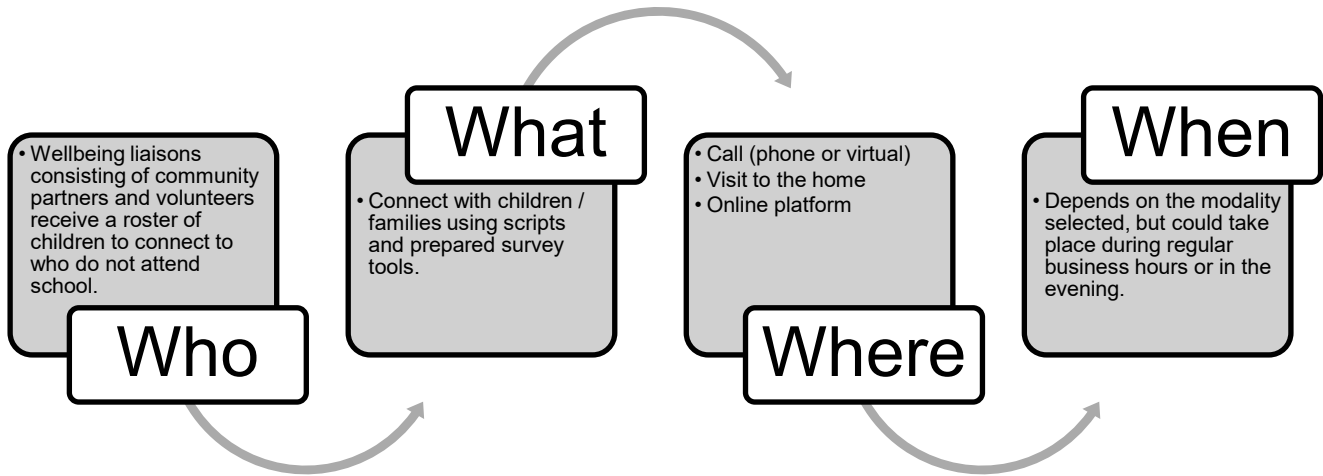 • Wellbeing liaisons
consisting of community
partners and volunteers
receive a roster of
children to connect to
who do not attend
school.
Who
What
• Connect with children /
families using scripts
and prepared survey
tools.
• Call (phone or virtual)
• Visit to the home
• Online platform
Where
When
• Depends on the modality
selected, but could take
place during regular
business hours or in the
evening.